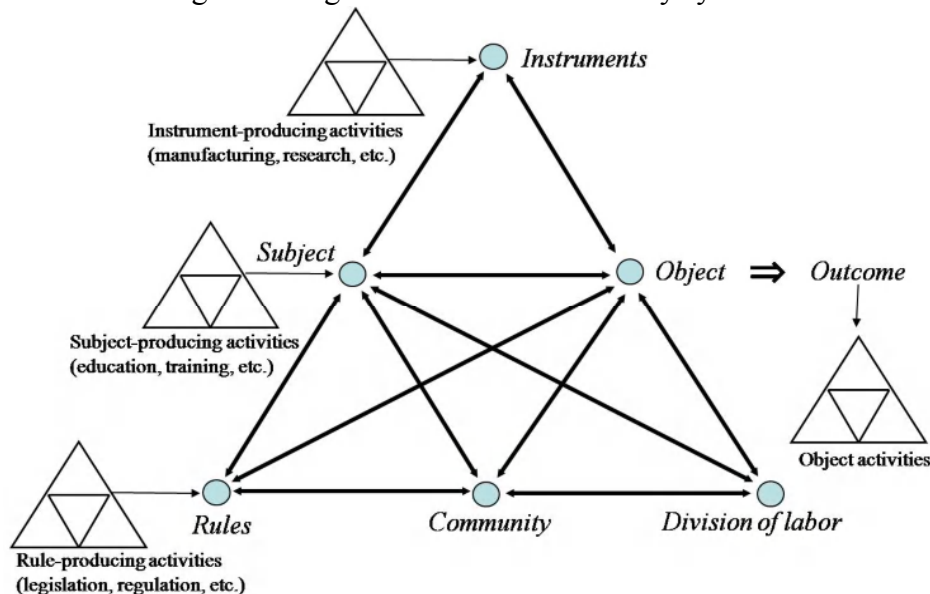 Instruments
Instrument-producing activities
(manufacturing, research, etc.)
Subject
Object ⇒ Outcome
Subject-producing activities
(education, training, etc.)
Object activities
Rules
Community
Division of labor
Rule-producing activities
(legislation, regulation, etc.)